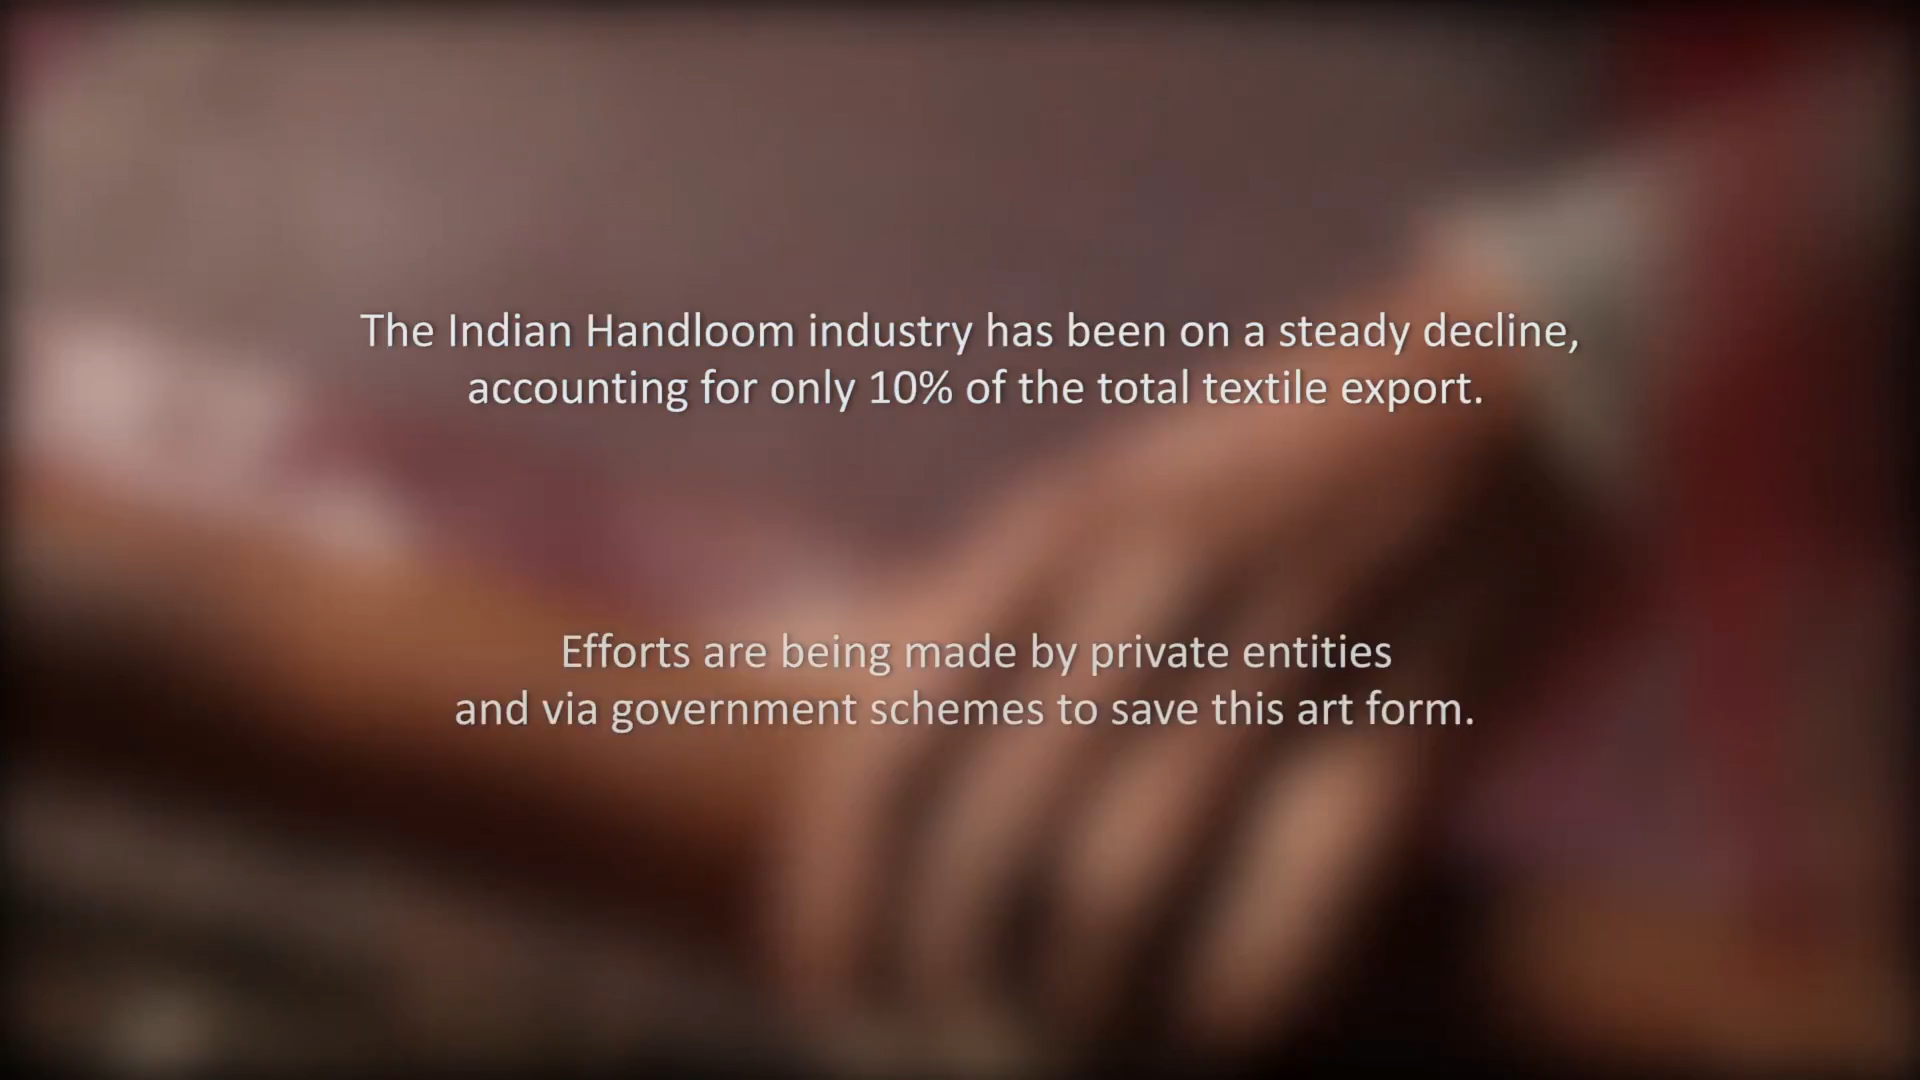 The Indian Handloom industry has been on a steady decline,
accounting for only 10% of the total textile export.
Efforts are being made by private entities
and via government schemes to save this art form.